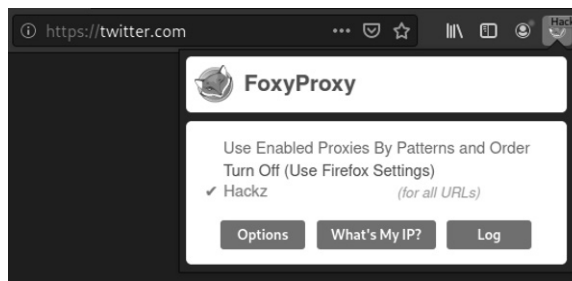 https://twitter.com
Hack
FoxyProxy
Use Enabled Proxies By Patterns and Order
Turn Off (Use Firefox Settings)
✔ Hackz (for all URLs)
Options What's My IP? Log